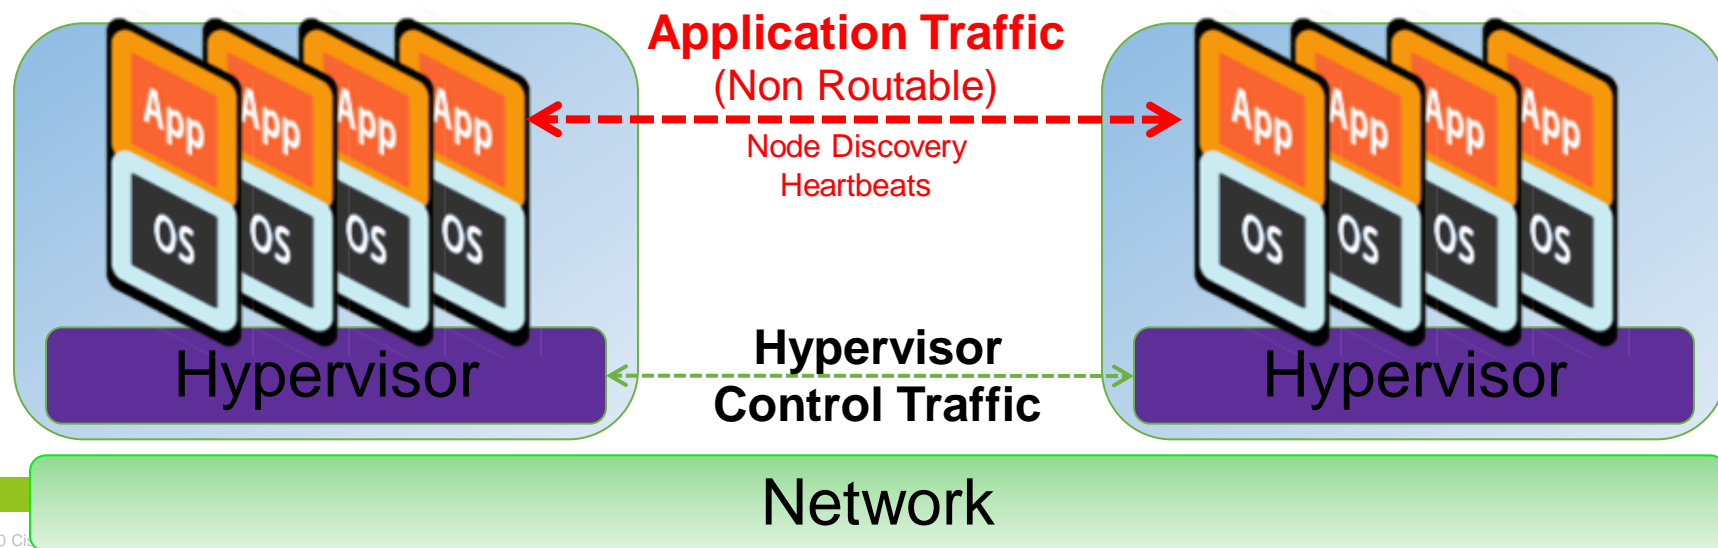 Application Traffic
(Non Routable)
Node Discovery
Heartbeats
App App App App
OS OS OS OS
App App App App
OS OS OS OS
Hypervisor
Hypervisor
Control Traffic
Hypervisor
Network